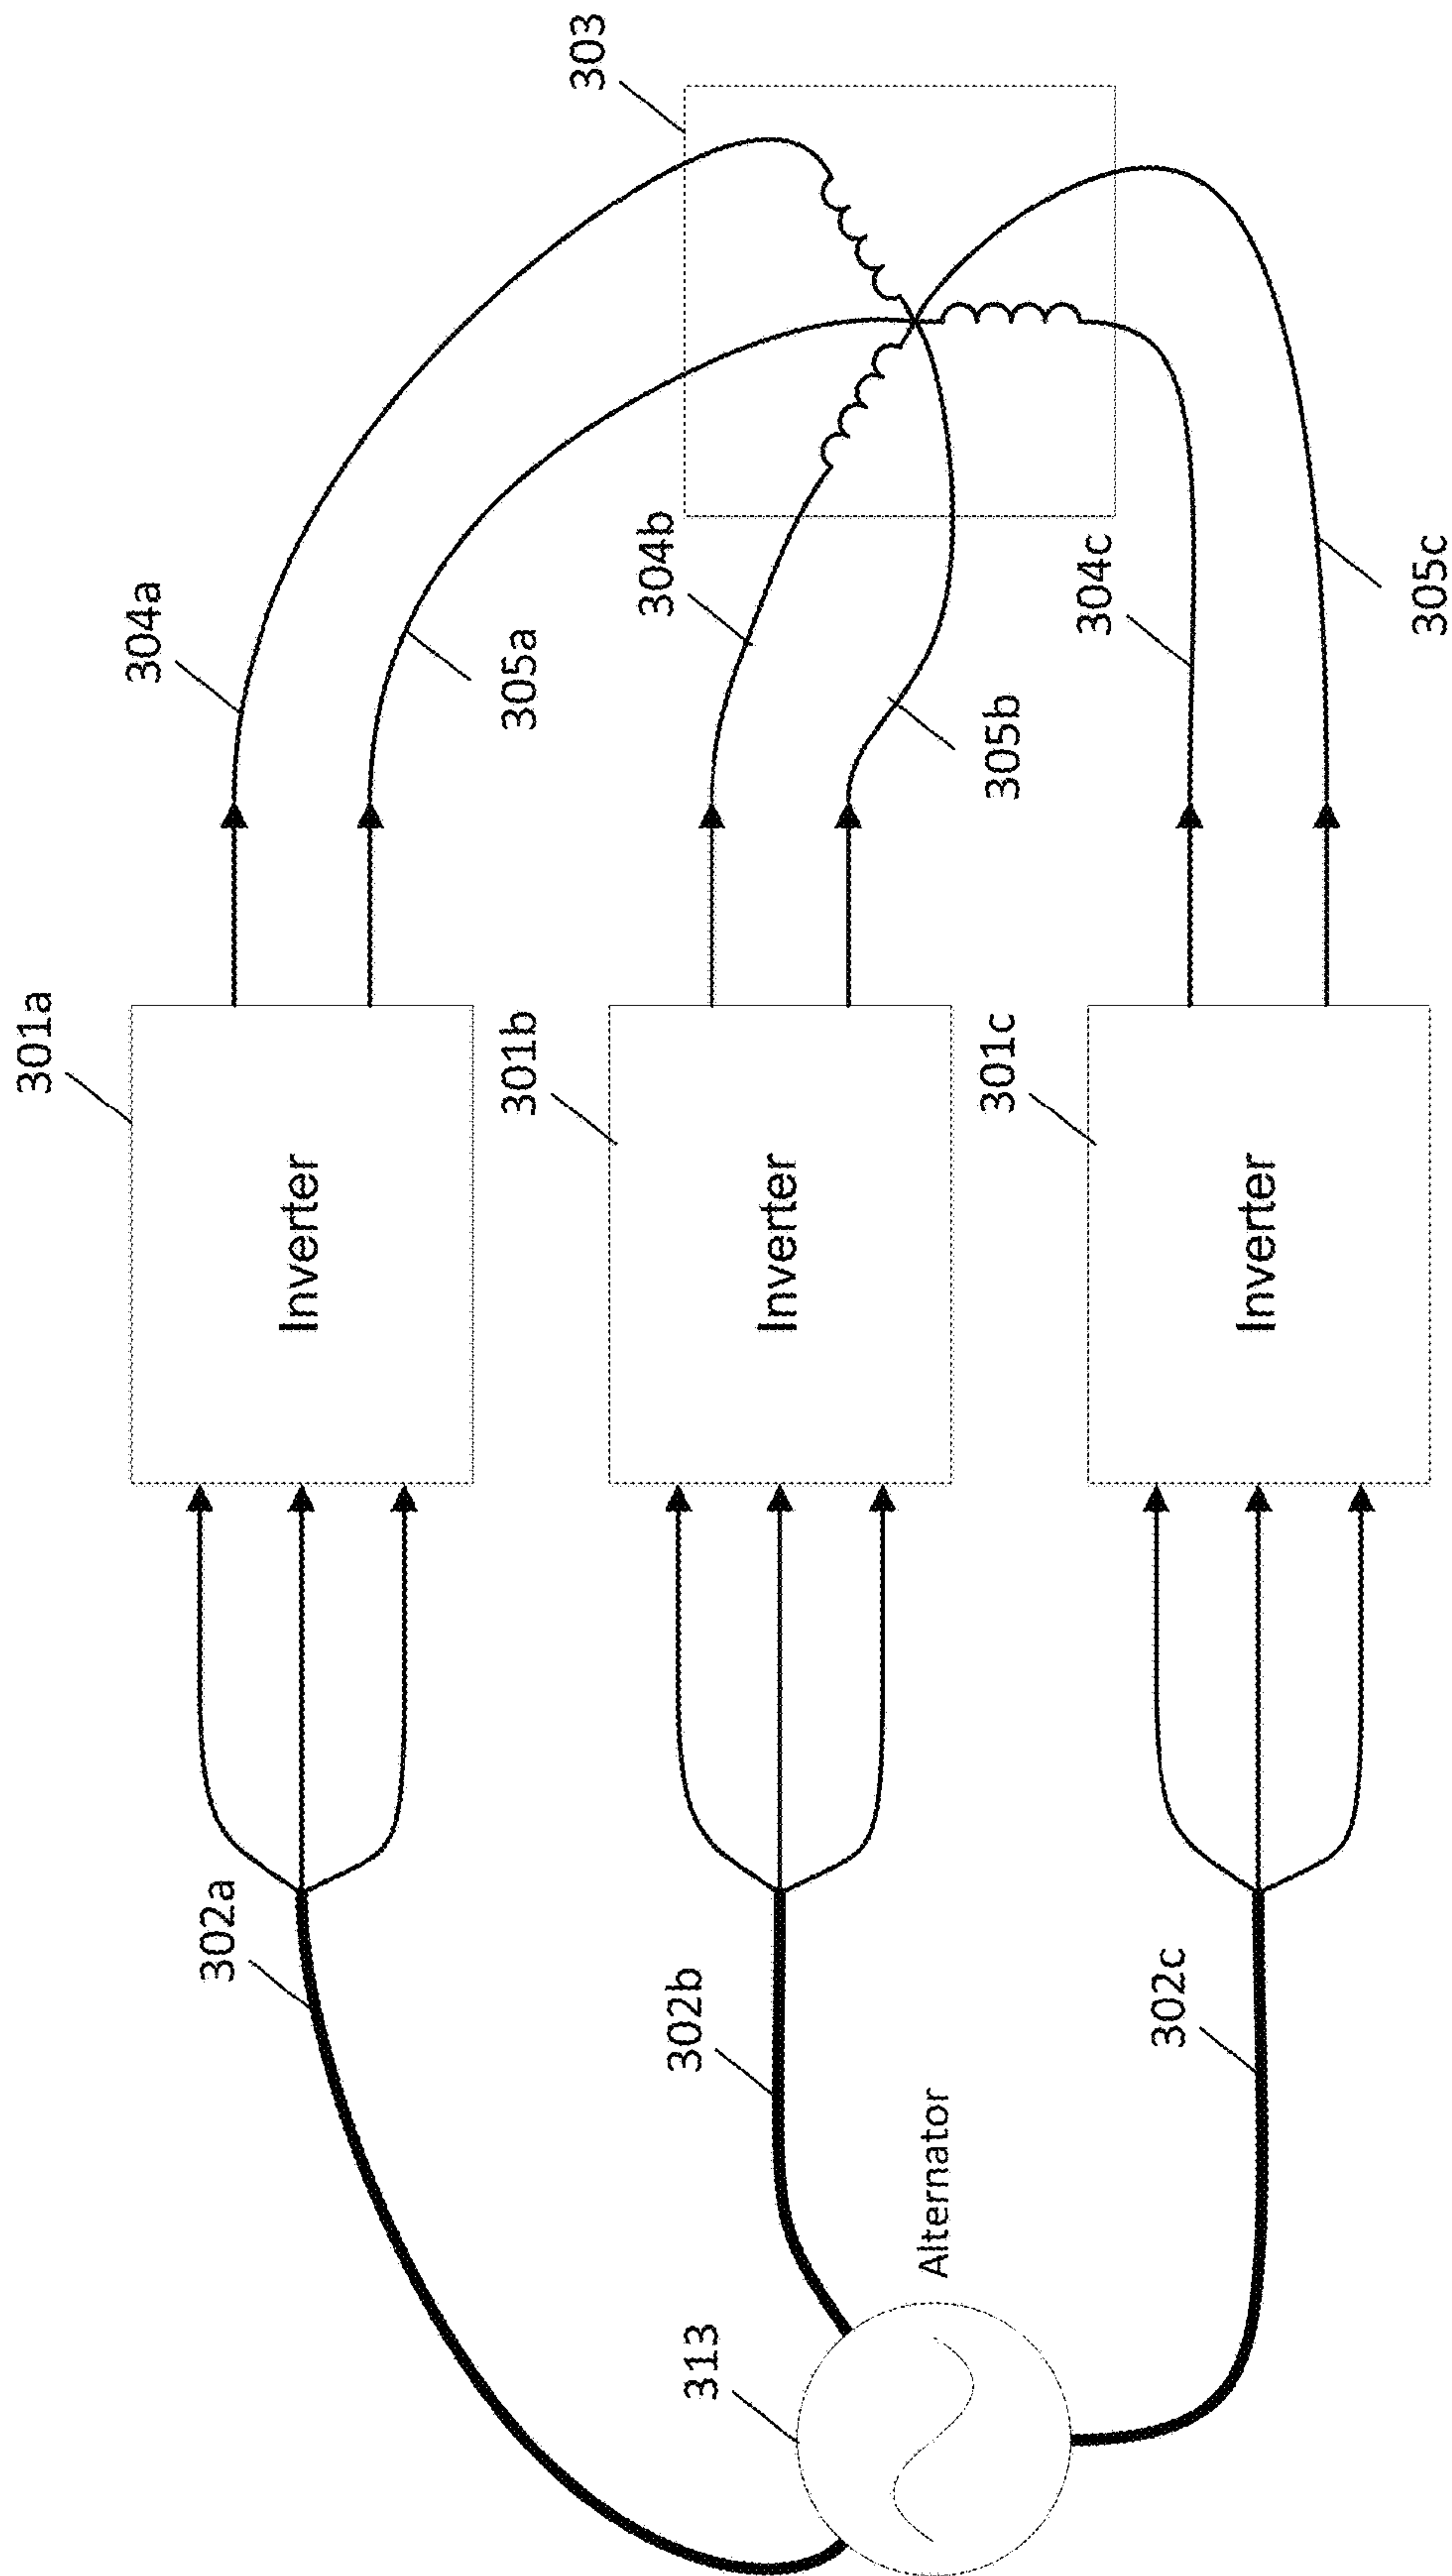 301a
Inverter
302a
304a
305a
303
301b
Inverter
302b
304b
305b
313
Alternator
301c
Inverter
302c
304c
305c